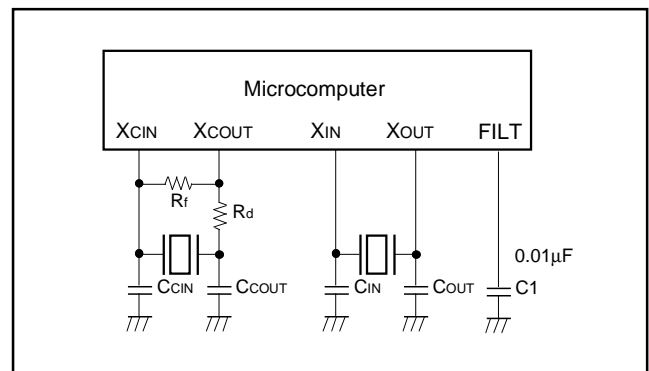 Microcomputer
XCIN XCOUT XIN XOUT FILT
Rf
Rd
0.01μF
CCIN CCOUT CIN COUT C1